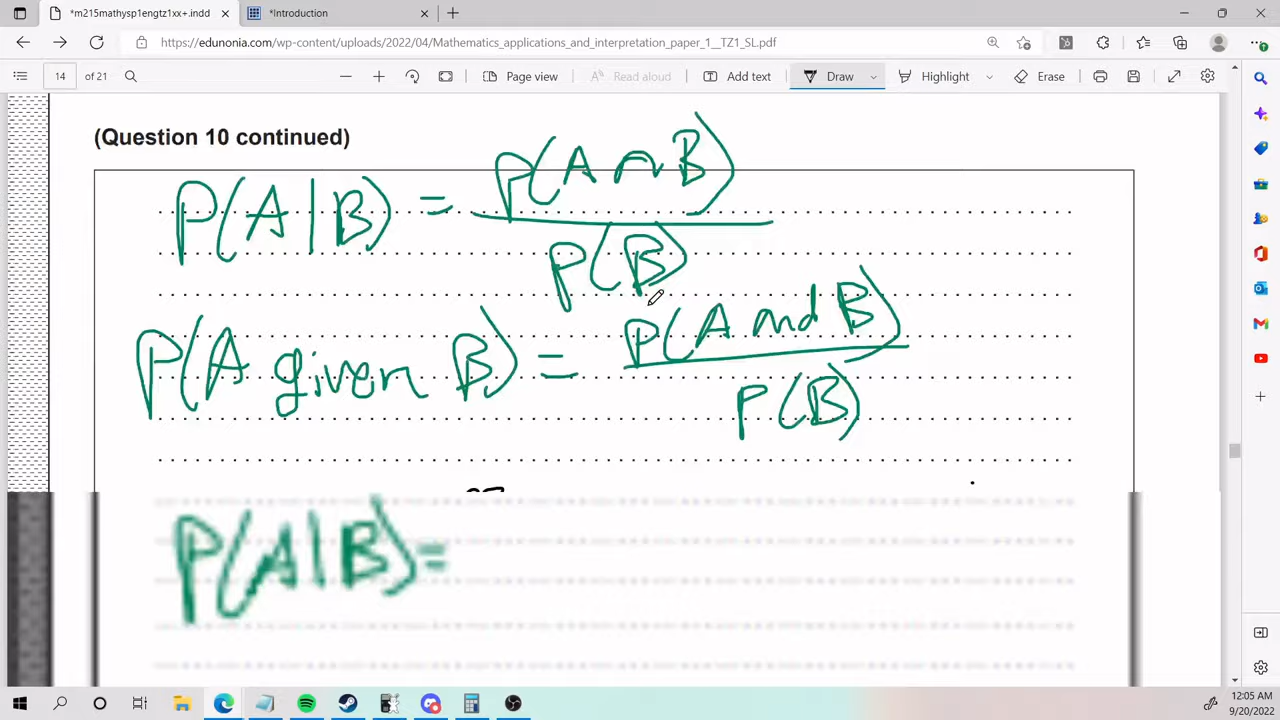 *m215mathysp1engtz1xx+.indd
*Introduction
https://edunonia.com/wp-content/uploads/2022/04/Mathematics_applications_and_interpretation_paper_1__TZ1_SL.pdf
14 of 21
Page view
Read aloud
Add text
Draw
Highlight
Erase
(Question 10 continued)
P(A|B) = P(A∩B)
P(B)
P(A given B) = P(A and B)
P(B)
P(A|B)=
12:05 AM
9/20/2022